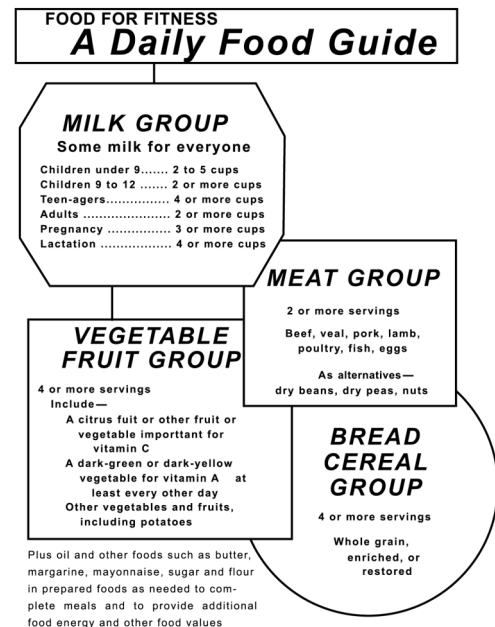 FOOD FOR FITNESS
A Daily Food Guide
MILK GROUP
Some milk for everyone
Children under 9....... 2 to 5 cups
Children 9 to 12 ....... 2 or more cups
Teen-agers................ 4 or more cups
Adults ...................... 2 or more cups
Pregnancy ................ 3 or more cups
Lactation .................. 4 or more cups
MEAT GROUP
2 or more servings
Beef, veal, pork, lamb,
poultry, fish, eggs
As alternatives—
dry beans, dry peas, nuts
VEGETABLE
FRUIT GROUP
4 or more servings
Include—
A citrus fuit or other fruit or
vegetable importtant for
vitamin C
A dark-green or dark-yellow
vegetable for vitamin A at
least every other day
Other vegetables and fruits,
including potatoes
BREAD
CEREAL
GROUP
4 or more servings
Whole grain,
enriched, or
restored
Plus oil and other foods such as butter,
margarine, mayonnaise, sugar and flour
in prepared foods as needed to com-
plete meals and to provide additional
food energy and other food values